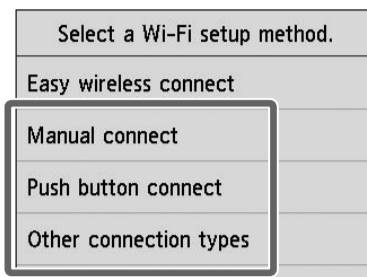 Select a Wi-Fi setup method.
Easy wireless connect
Manual connect
Push button connect
Other connection types